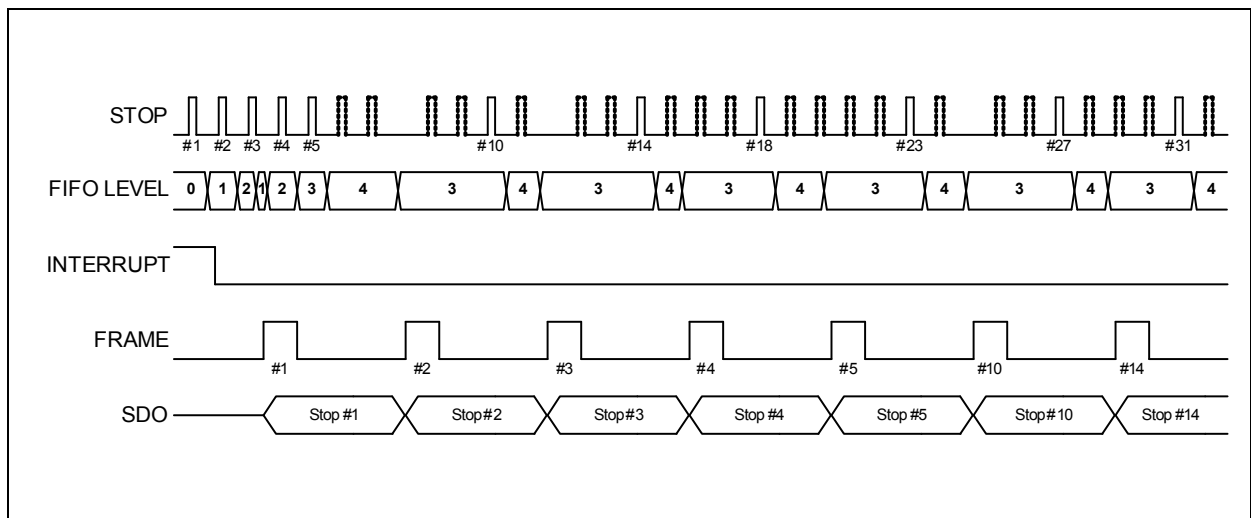 STOP
#1 #2 #3 #4 #5 #10 #14 #18 #23 #27 #31
FIFO LEVEL 0 1 2 1 2 3 4 3 4 3 4 3 4 3 4 3 4 3 4
INTERRUPT
FRAME
#1 #2 #3 #4 #5 #10 #14
SDO Stop #1 Stop #2 Stop #3 Stop #4 Stop #5 Stop # 10 Stop #14